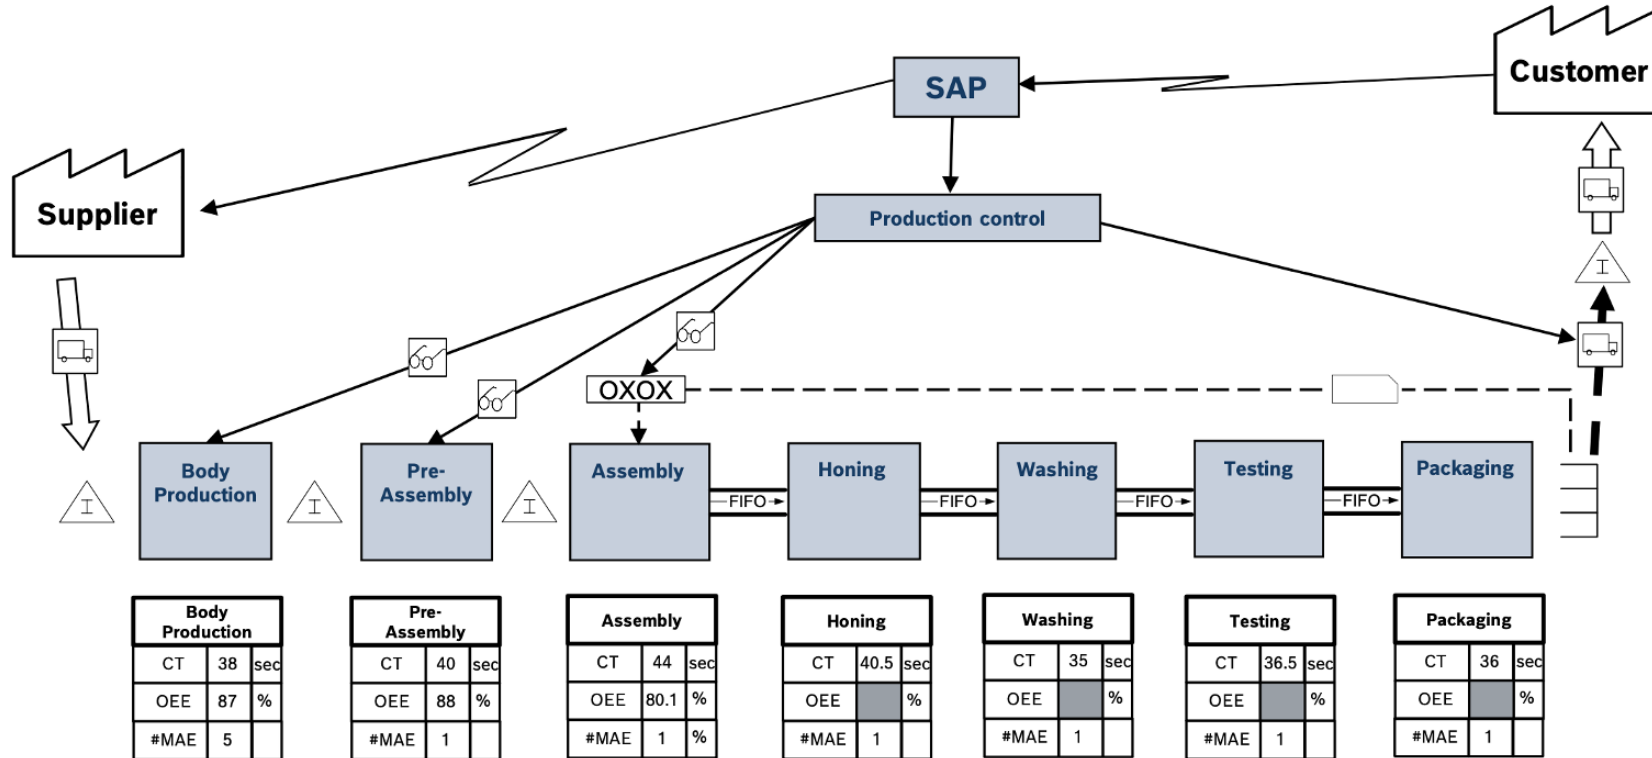 SAP
Customer
Supplier
Production control
OXOX
Body
Production
Pre-
Assembly
Assembly
Honing
Washing
Testing
Packaging
I
I
I
I
FIFO
FIFO
FIFO
FIFO
Body
Production
CT 38 sec
OEE 87 %
#MAE 5
Pre-
Assembly
CT 40 sec
OEE 88 %
#MAE 1
Assembly
CT 44 sec
OEE 80.1 %
#MAE 1 %
Honing
CT 40.5 sec
OEE %
#MAE 1
Washing
CT 35 sec
OEE %
#MAE 1
Testing
CT 36.5 sec
OEE %
#MAE 1
Packaging
CT 36 sec
OEE %
#MAE 1